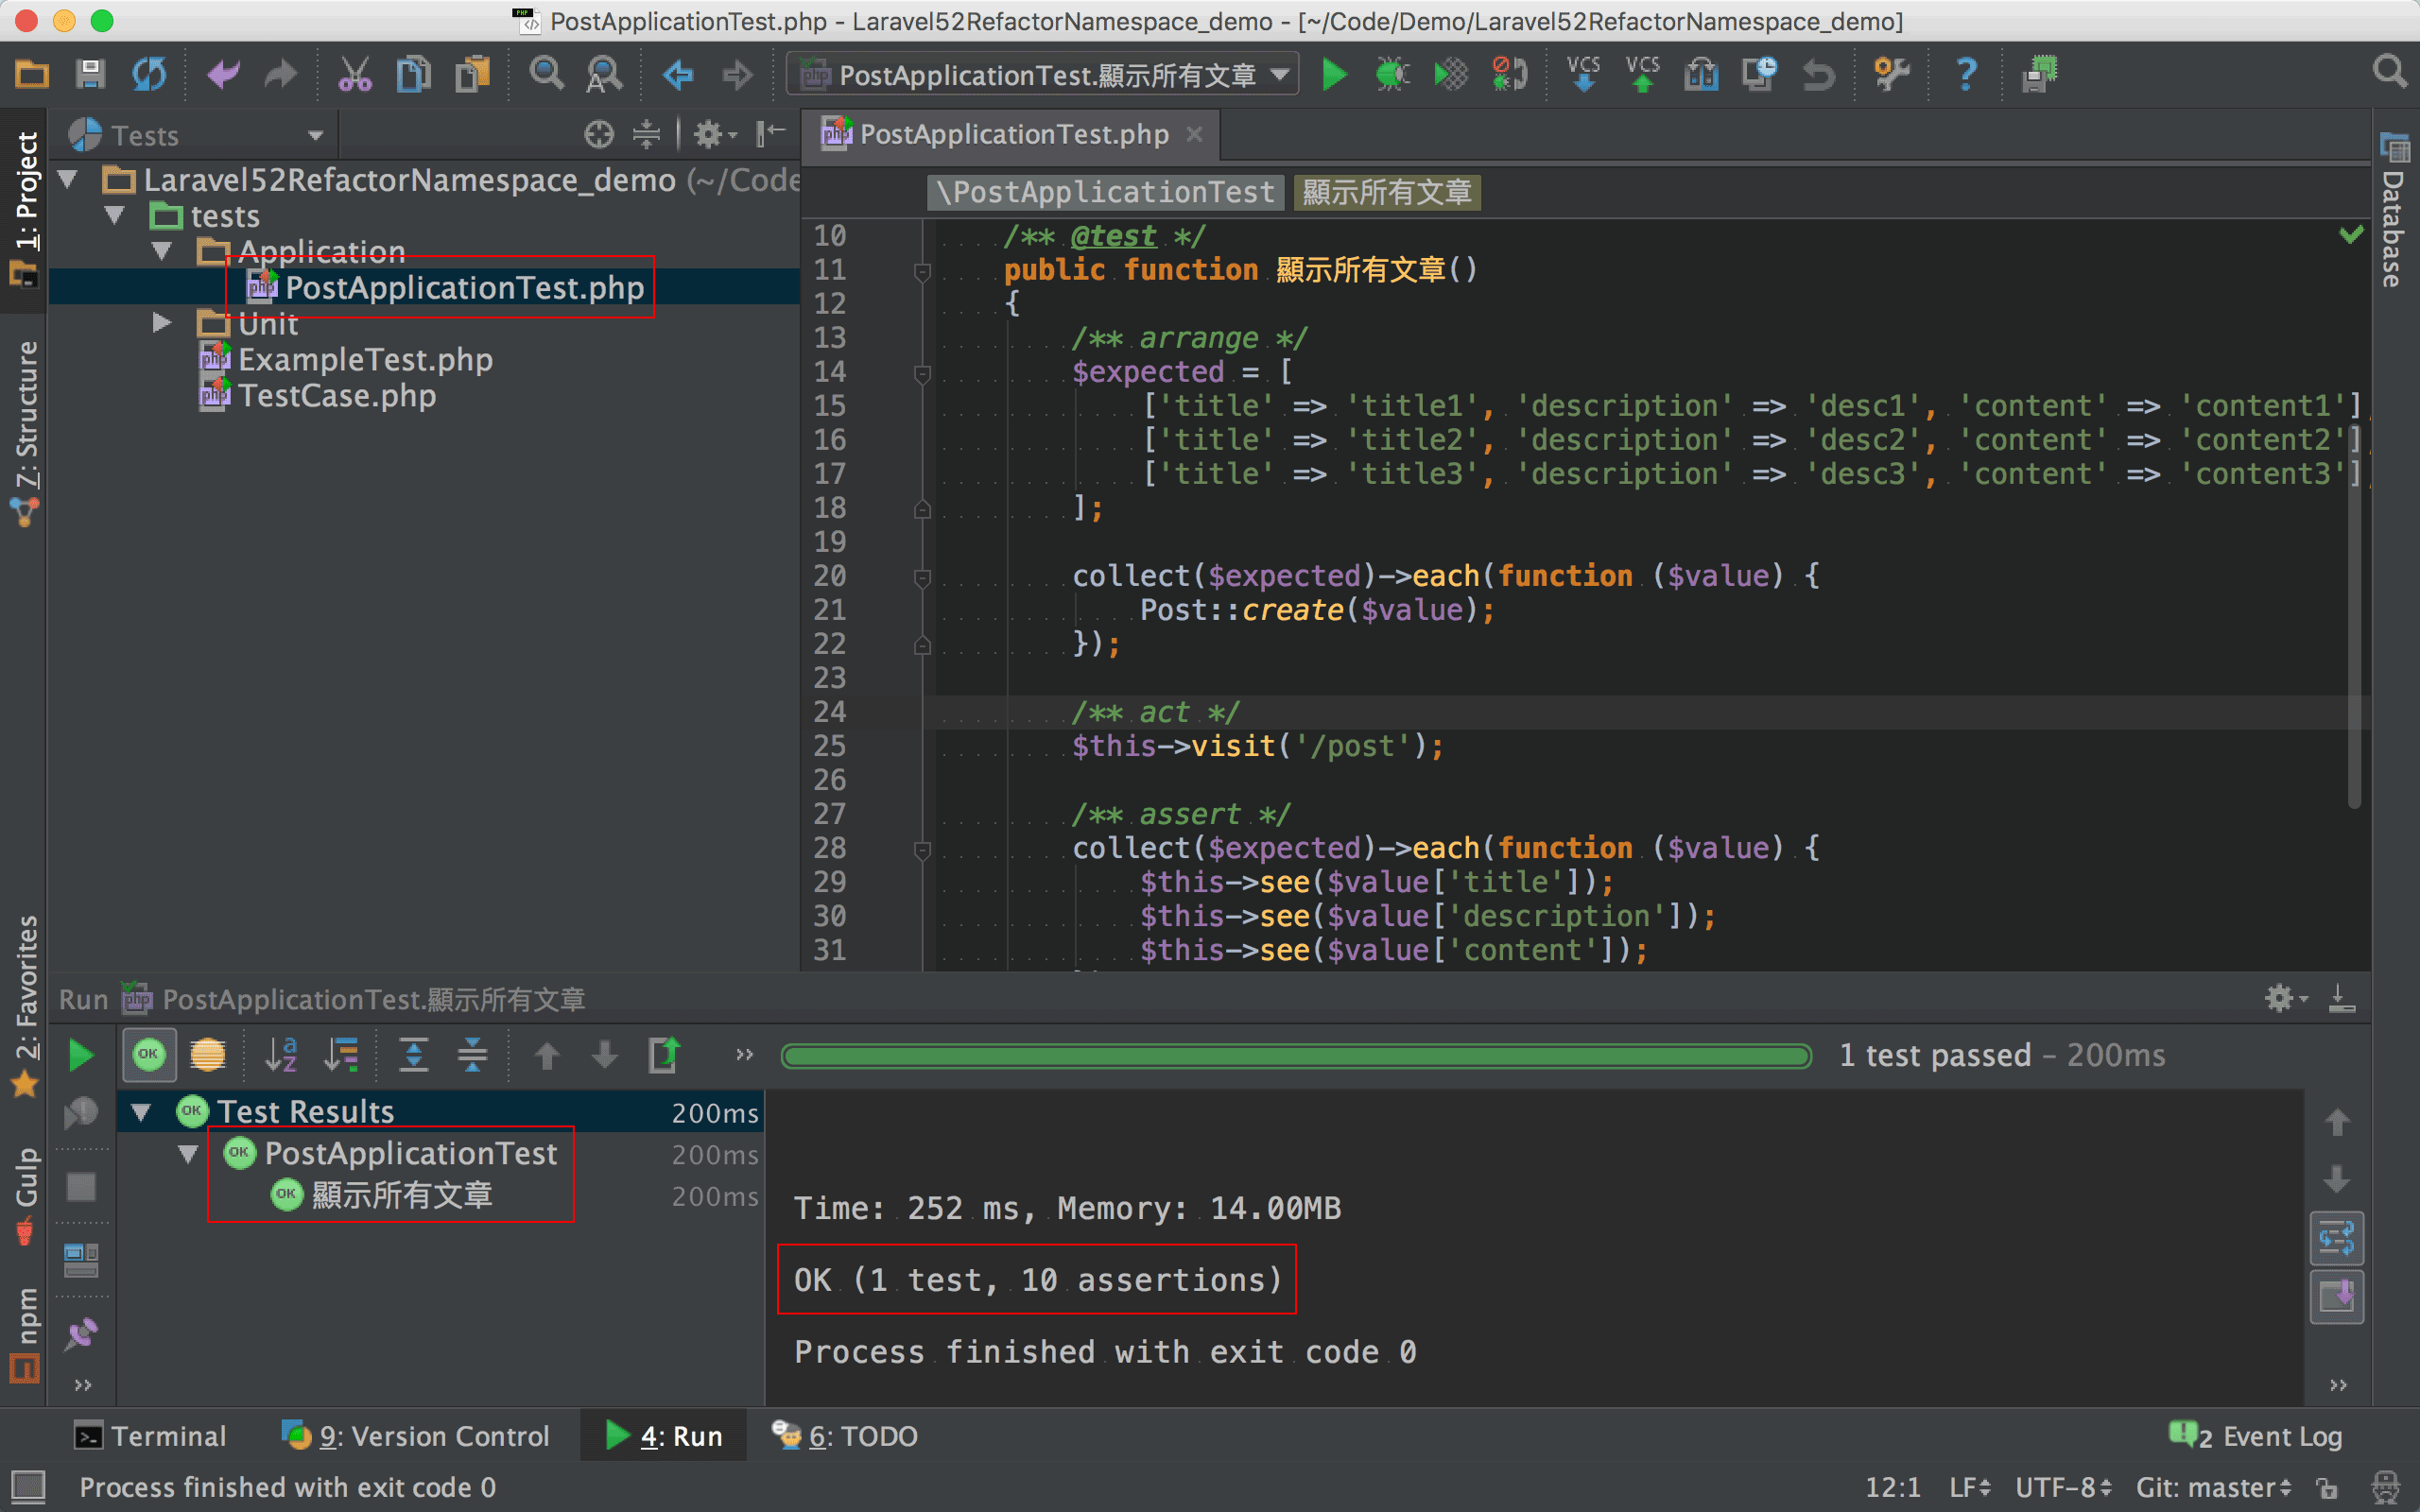 PostApplicationTest.php - Laravel52RefactorNamespace_demo - [~/Code/Demo/Laravel52RefactorNamespace_demo]
PostApplicationTest.顯示所有文章
VCS VCS
Tests
PostApplicationTest.php
1: Project
Laravel52RefactorNamespace_demo (~/Code
tests
Application
PostApplicationTest.php
Unit
ExampleTest.php
TestCase.php
7: Structure
2: Favorites
Gulp
npm
Database
\PostApplicationTest 顯示所有文章
10 /** @test */
11 public function 顯示所有文章()
12 {
13 /** arrange */
14 $expected = [
15 ['title' => 'title1', 'description' => 'desc1', 'content' => 'content1'],
16 ['title' => 'title2', 'description' => 'desc2', 'content' => 'content2'],
17 ['title' => 'title3', 'description' => 'desc3', 'content' => 'content3'],
18 ];
19
20 collect($expected)->each(function ($value) {
21 Post::create($value);
22 });
23
24 /** act */
25 $this->visit('/post');
26
27 /** assert */
28 collect($expected)->each(function ($value) {
29 $this->see($value['title']);
30 $this->see($value['description']);
31 $this->see($value['content']);
Run PostApplicationTest.顯示所有文章
1 test passed – 200ms
Test Results 200ms
PostApplicationTest 200ms
顯示所有文章 200ms
Time: 252 ms, Memory: 14.00MB
OK (1 test, 10 assertions)
Process finished with exit code 0
Terminal
9: Version Control
4: Run
6: TODO
2 Event Log
Process finished with exit code 0
12:1 LF UTF-8 Git: master